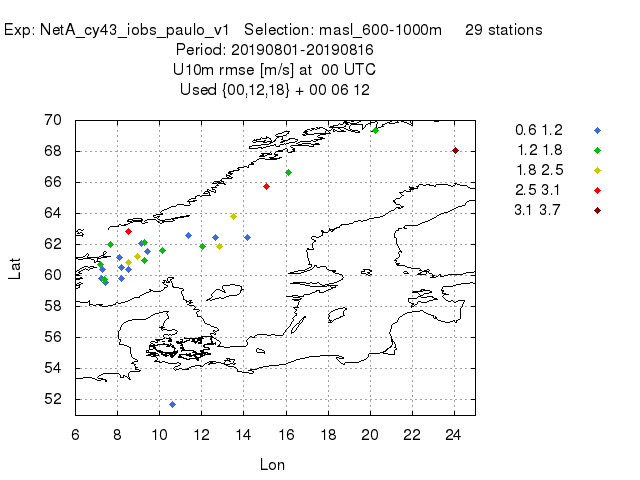 Exp: NetA_cy43_iobs_paulo_v1 Selection: masl_600-1000m 29 stations
Period: 20190801-20190816
U10m rmse [m/s] at 00 UTC
Used {00,12,18} + 00 06 12
70
68
66
64
62
60
58
56
54
52
Lat
6 8 10 12 14 16 18 20 22 24
Lon
0.6 1.2
1.2 1.8
1.8 2.5
2.5 3.1
3.1 3.7